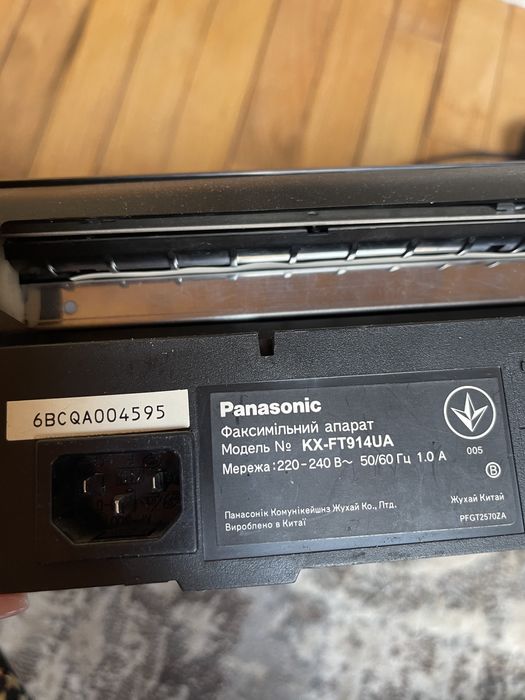 6BCQA004595
Panasonic
Факсимільний апарат
Модель № KX-FT914UA
Мережа:220-240 В~ 50/60 Гц 1.0 А
005
B
Панасонік Комунікейшнз Жухай Ко., Лтд.
Вироблено в Китаї
Жухай Китай
PFGT2570ZA